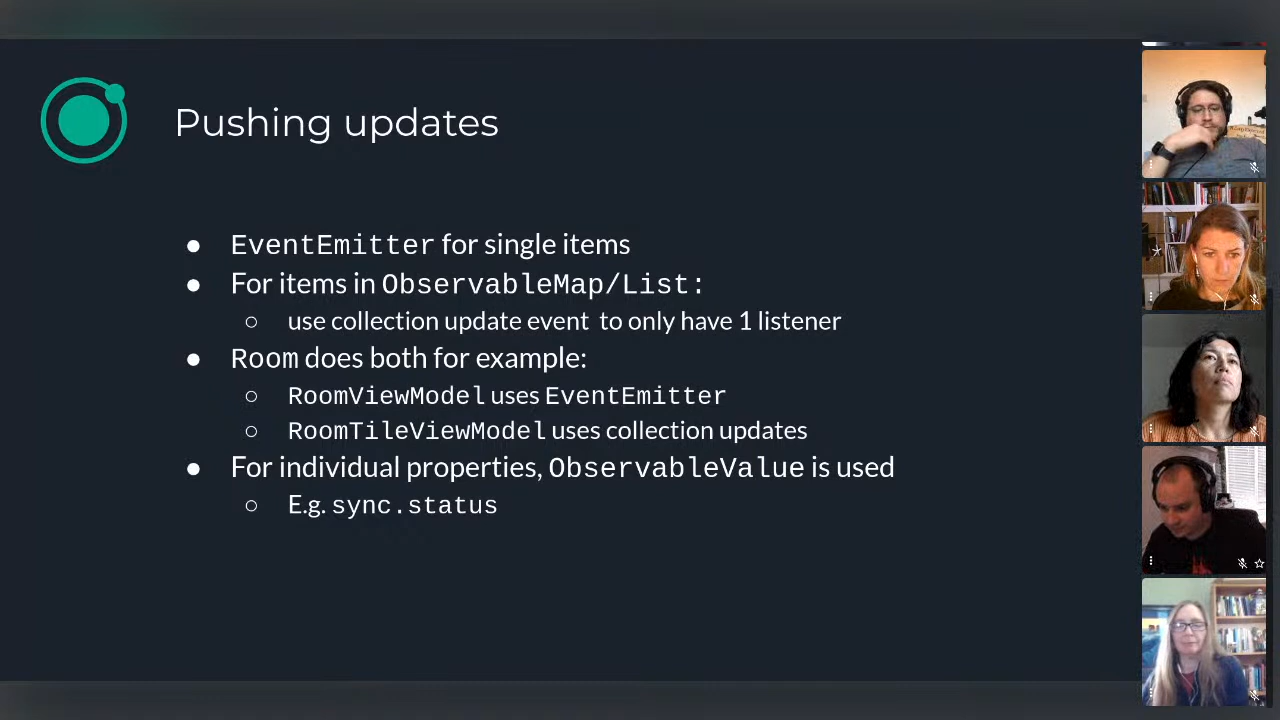 Pushing updates
● EventEmitter for single items
● For items in ObservableMap/List:
○ use collection update event to only have 1 listener
● Room does both for example:
○ RoomViewModel uses EventEmitter
○ RoomTileViewModel uses collection updates
● For individual properties, ObservableValue is used
○ E.g. sync.status